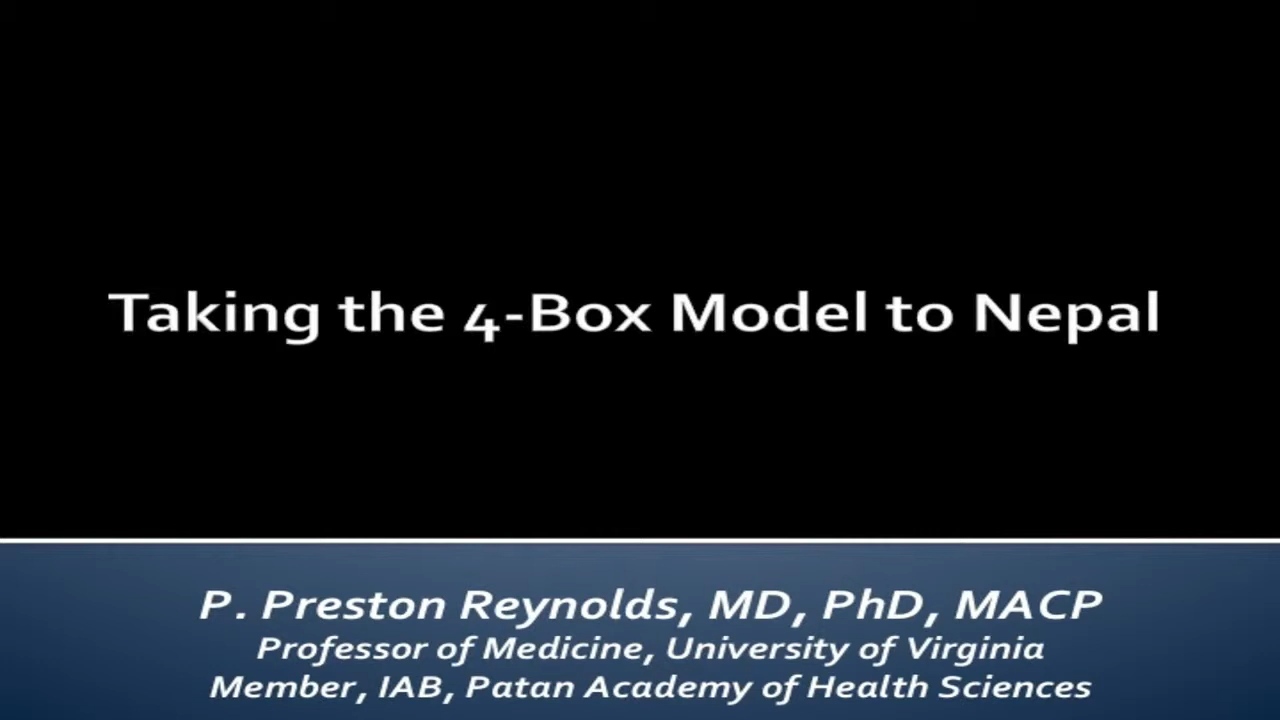 Taking the 4-Box Model to Nepal
P. Preston Reynolds, MD, PhD, MACP
Professor of Medicine, University of Virginia
Member, IAB, Patan Academy of Health Sciences